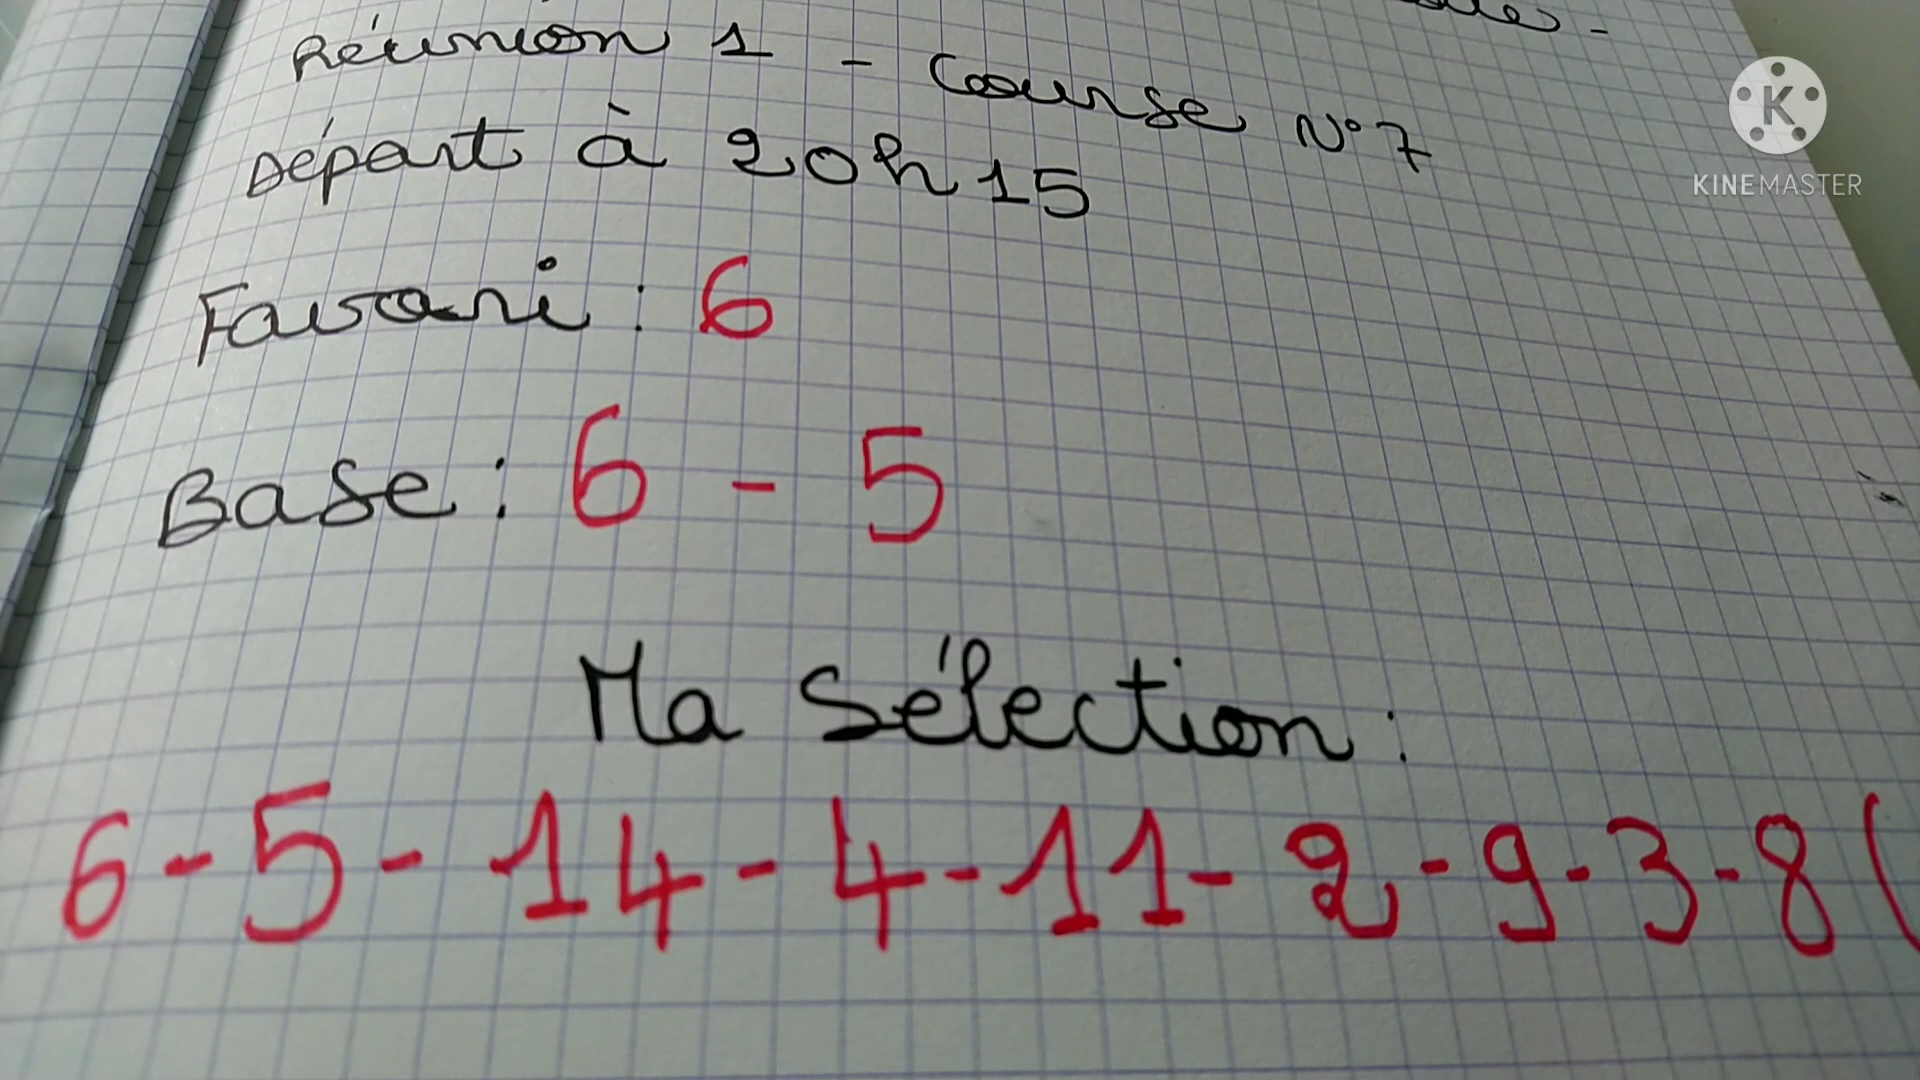 Réunion 1 - Course N°7
Départ à 20h15
Favori : 6
Base : 6 - 5
Ma Sélection :
6 - 5 - 14 - 4 - 11 - 2 - 9 - 3 - 8 (
K
KINEMASTER